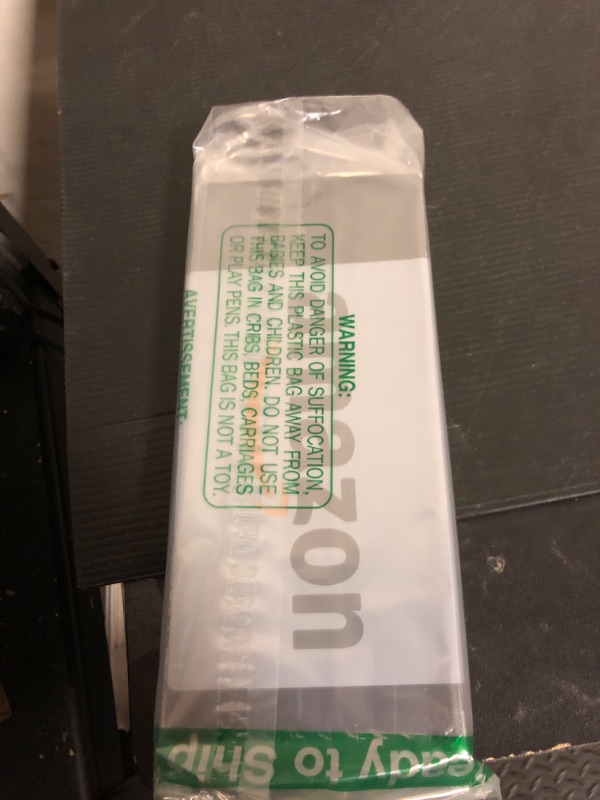 WARNING:
TO AVOID DANGER OF SUFFOCATION,
KEEP THIS PLASTIC BAG AWAY FROM
BABIES AND CHILDREN. DO NOT USE
THIS BAG IN CRIBS, BEDS, CARRIAGES
OR PLAY PENS. THIS BAG IS NOT A TOY.
AVERTISSEMENT:
amazon
eady to Ship